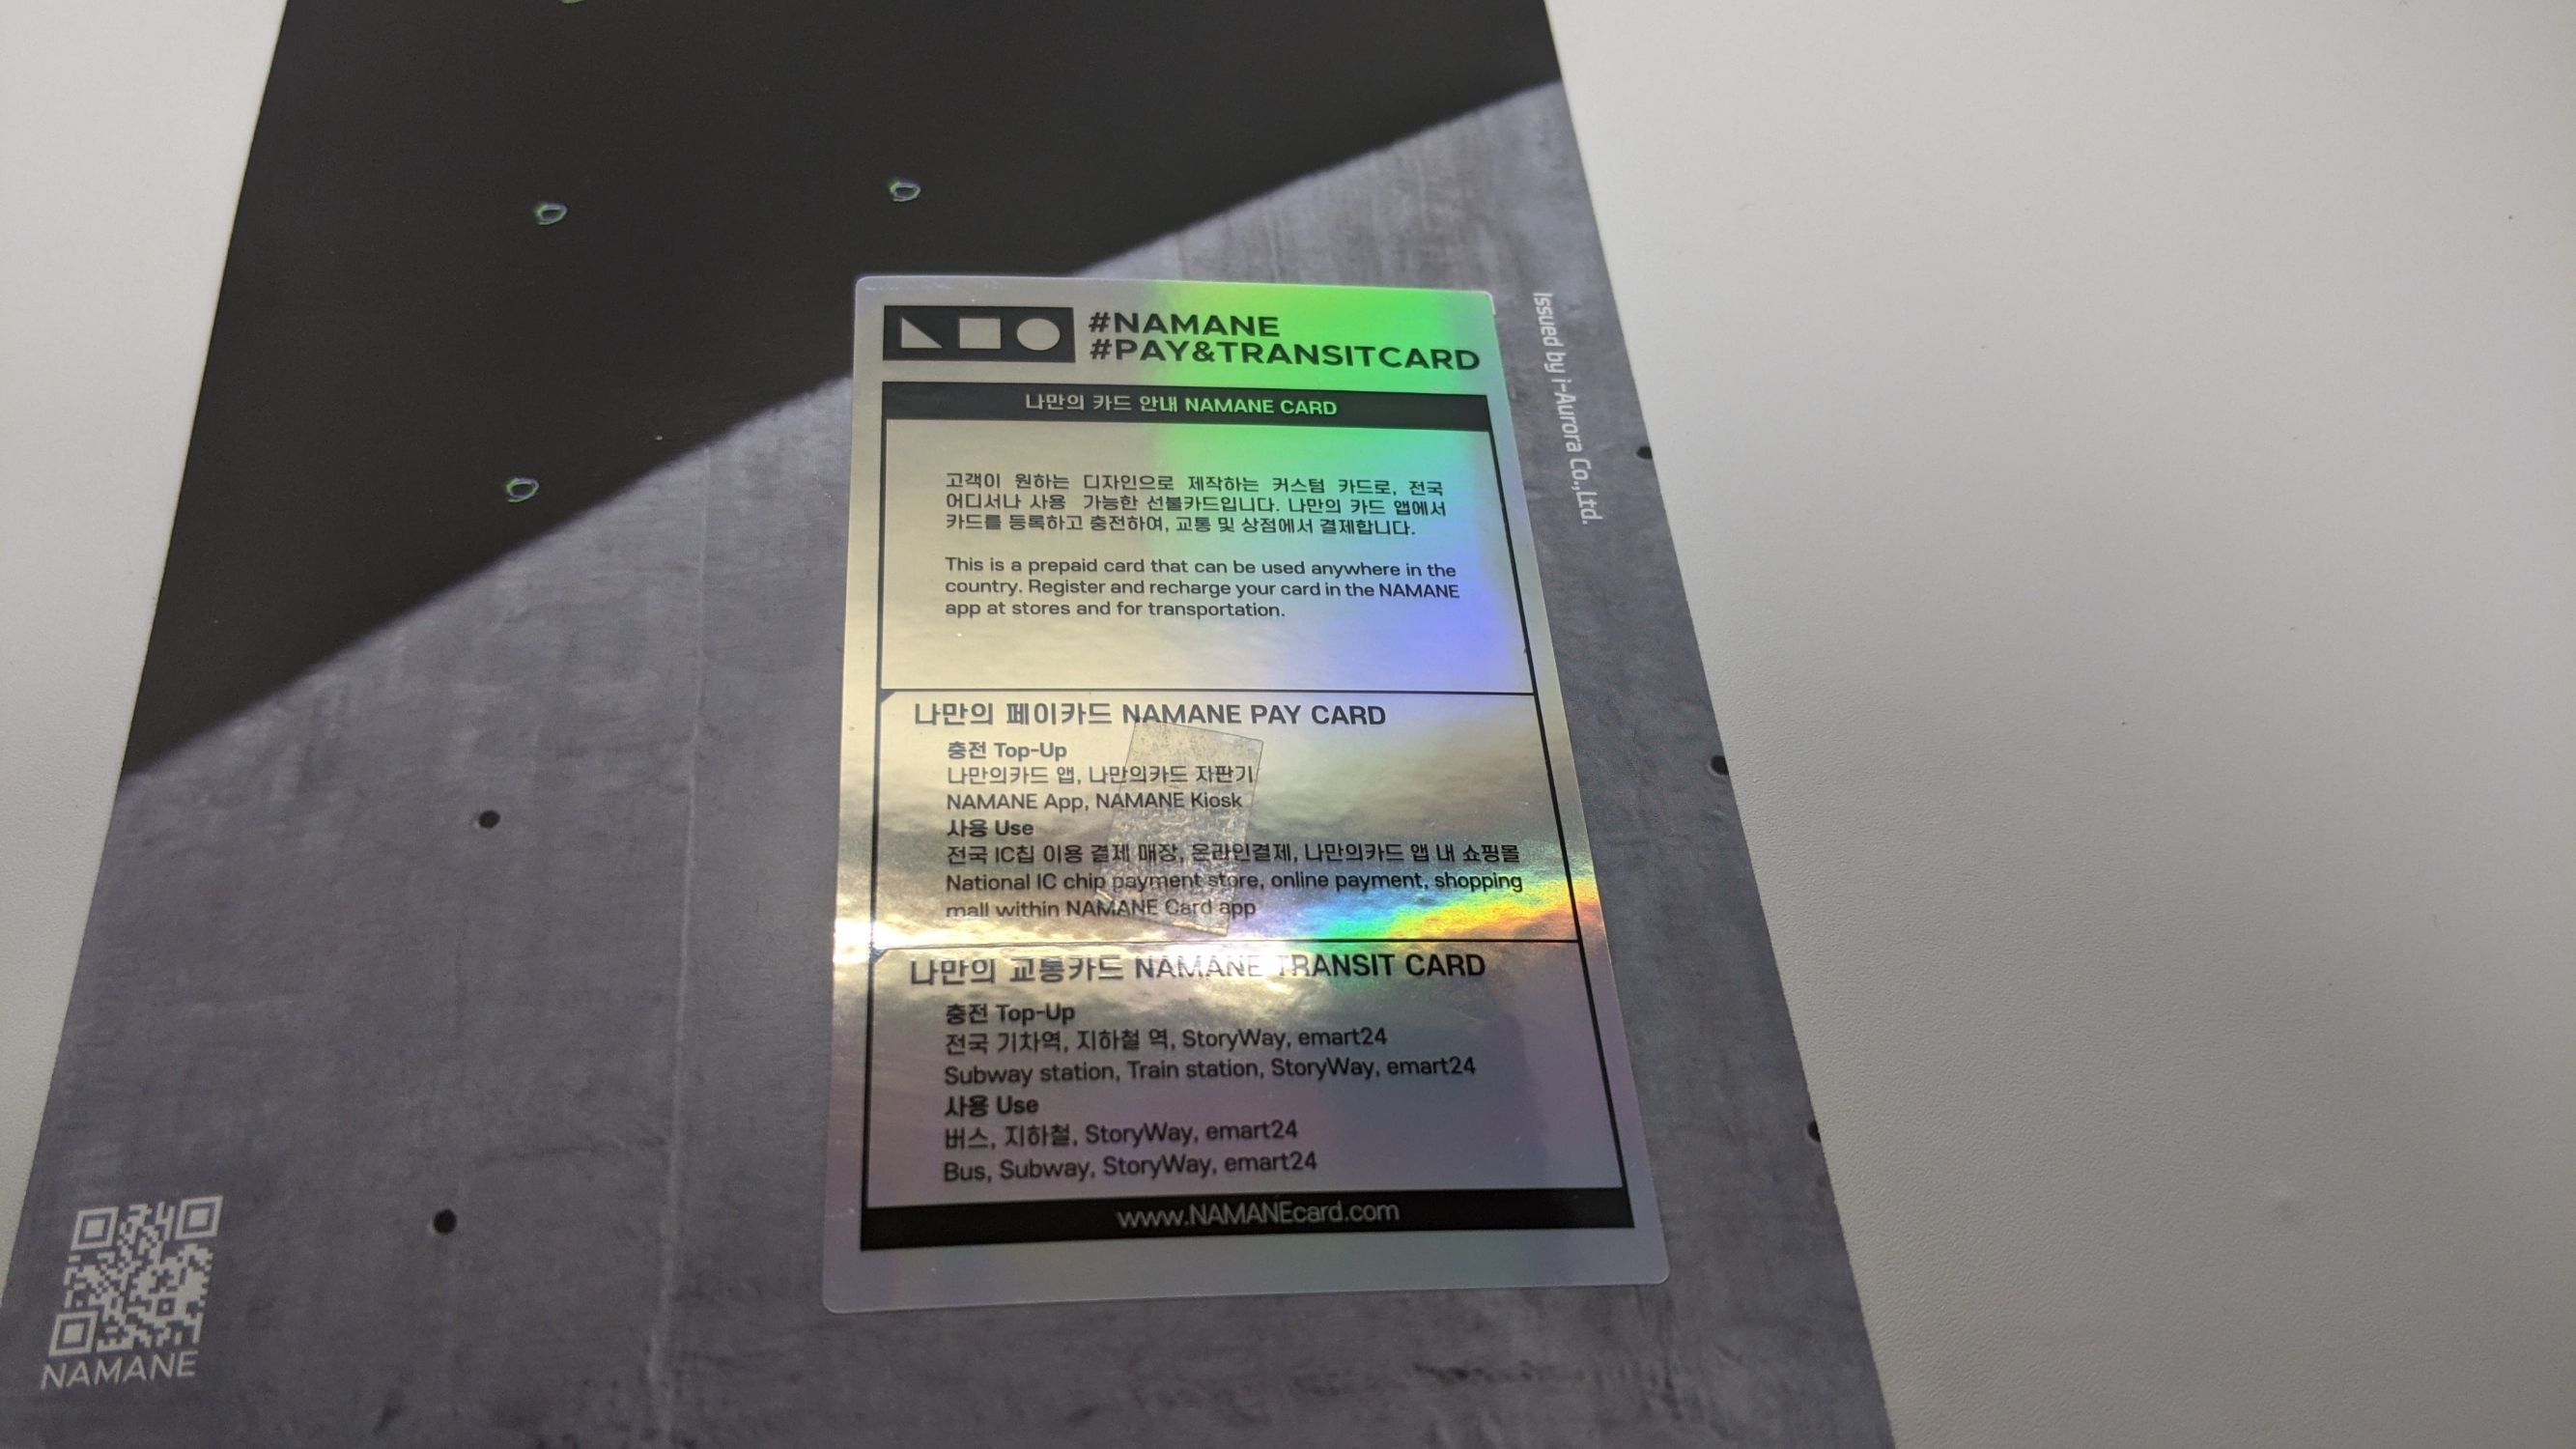 #NAMANE
#PAY&TRANSITCARD
나만의 카드 안내 NAMANE CARD
고객이 원하는 디자인으로 제작하는 커스텀 카드로, 전국
어디서나 사용 가능한 선불카드입니다. 나만의 카드 앱에서
카드를 등록하고 충전하여, 교통 및 상점에서 결제합니다.
This is a prepaid card that can be used anywhere in the
country. Register and recharge your card in the NAMANE
app at stores and for transportation.
나만의 페이카드 NAMANE PAY CARD
충전 Top-Up
나만의카드 앱, 나만의카드 자판기
NAMANE App, NAMANE Kiosk
사용 Use
전국 IC칩 이용 결제 매장, 온라인결제, 나만의카드 앱 내 쇼핑몰
National IC chip payment store, online payment, shopping
mall within NAMANE Card app
나만의 교통카드 NAMANE TRANSIT CARD
충전 Top-Up
전국 기차역, 지하철 역, StoryWay, emart24
Subway station, Train station, StoryWay, emart24
사용 Use
버스, 지하철, StoryWay, emart24
Bus, Subway, StoryWay, emart24
www.NAMANEcard.com
Issued by i-Aurora Co.,Ltd.
NAMANE